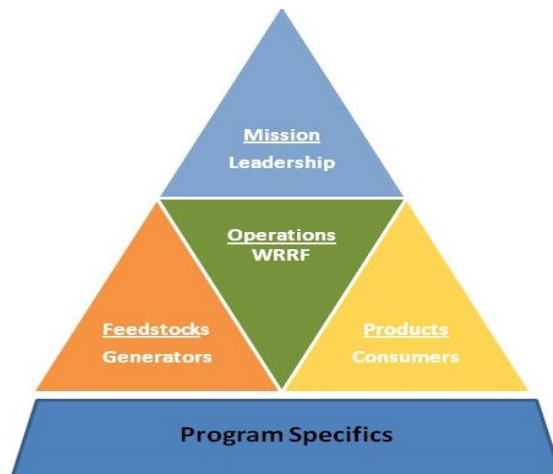 Mission
Leadership
Operations
WRRF
Feedstocks
Generators
Products
Consumers
Program Specifics